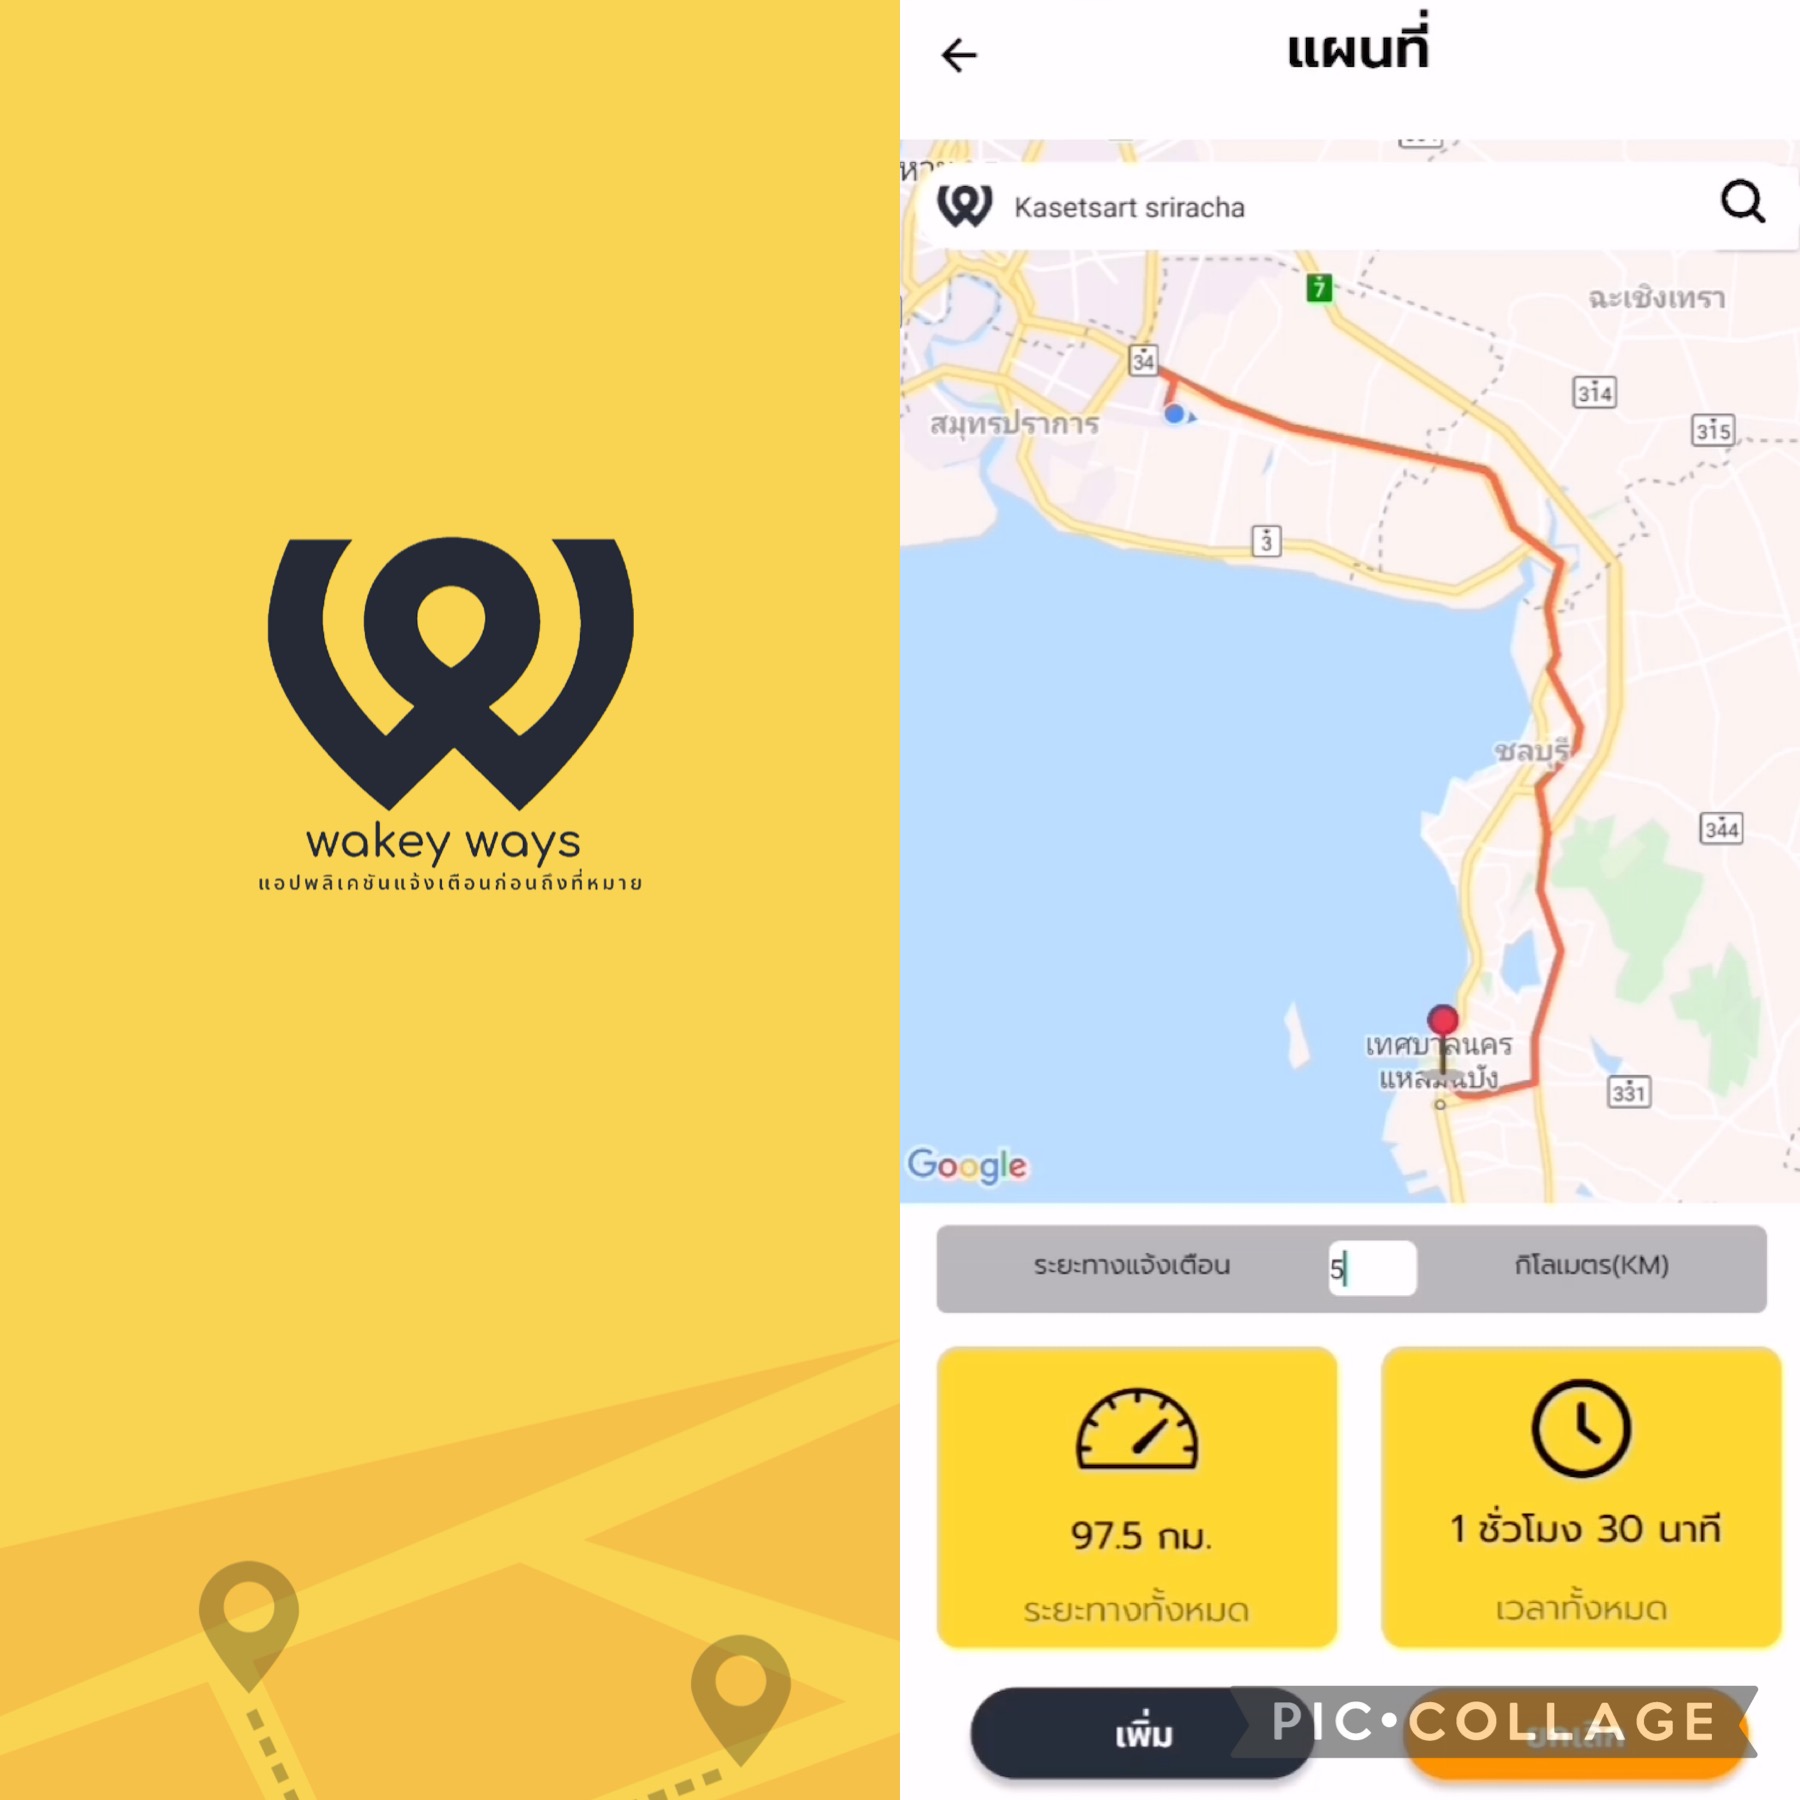 wakey ways
แอปพลิเคชันแจ้งเตือนก่อนถึงที่หมาย
แผนที่
Kasetsart sriracha
7
ฉะเชิงเทรา
34
314
สมุทรปราการ
315
3
ชลบุรี
344
เทศบาลนคร
แหลมฉบัง
331
Google
ระยะทางแจ้งเตือน 5 กิโลเมตร(KM)
97.5 กม.
ระยะทางทั้งหมด
1 ชั่วโมง 30 นาที
เวลาทั้งหมด
เพิ่ม
ยกเลิก
PIC•COLLAGE